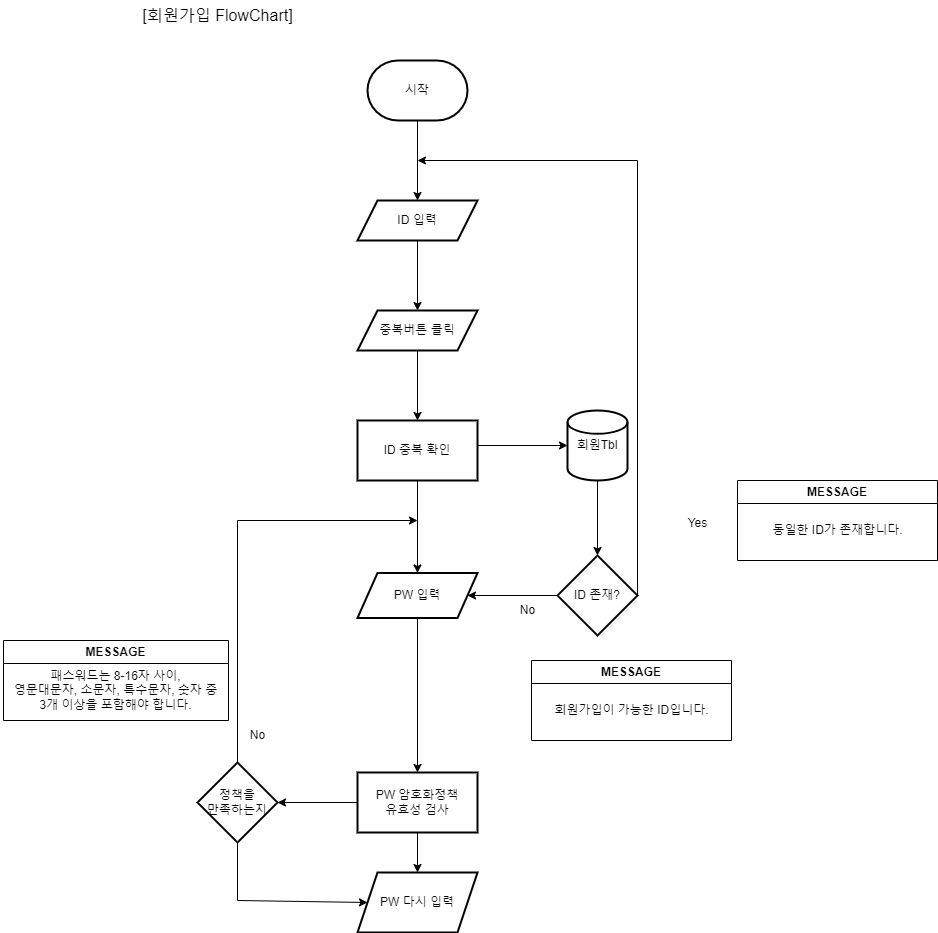 [회원가입 FlowChart]
시작
ID 입력
중복버튼 클릭
ID 중복 확인
회원Tbl
MESSAGE
동일한 ID가 존재합니다.
Yes
PW 입력
ID 존재?
No
MESSAGE
패스워드는 8-16자 사이,
영문대문자, 소문자, 특수문자, 숫자 중
3개 이상을 포함해야 합니다.
MESSAGE
회원가입이 가능한 ID입니다.
No
정책을
만족하는지
PW 암호화정책
유효성 검사
PW 다시 입력